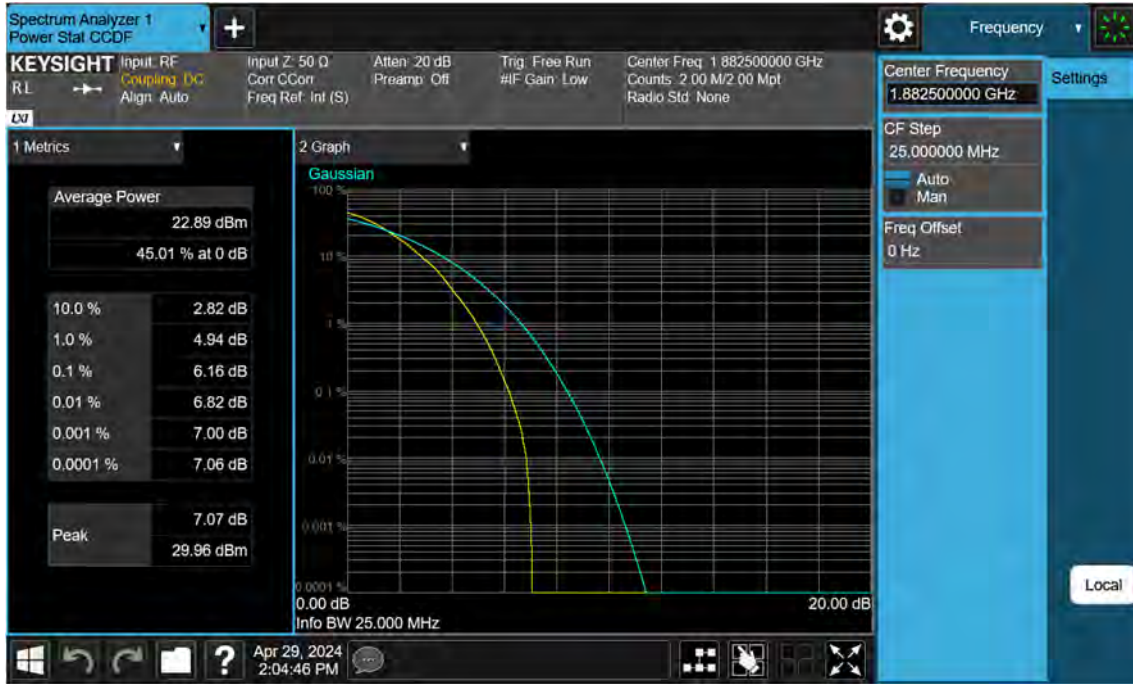 Spectrum Analyzer 1
Power Stat CCDF
Frequency
KEYSIGHT
Input: RF
Coupling: DC
Align: Auto
RL
LXI
Input Z: 50 Ω
Corr CCorr
Freq Ref: Int (S)
Atten: 20 dB
Preamp: Off
Trig: Free Run
#IF Gain: Low
Center Freq: 1.882500000 GHz
Counts: 2.00 M/2.00 Mpt
Radio Std: None
Center Frequency
1.882500000 GHz
Settings
CF Step
25.000000 MHz
Auto
Man
Freq Offset
0 Hz
1 Metrics
Average Power
22.89 dBm
45.01 % at 0 dB
10.0 % 2.82 dB
1.0 % 4.94 dB
0.1 % 6.16 dB
0.01 % 6.82 dB
0.001 % 7.00 dB
0.0001 % 7.06 dB
Peak
7.07 dB
29.96 dBm
2 Graph
Gaussian
100 %
10 %
1 %
0.1 %
0.01 %
0.001 %
0.0001 %
0.00 dB
20.00 dB
Info BW 25.000 MHz
Local
?
Apr 29, 2024
2:04:46 PM